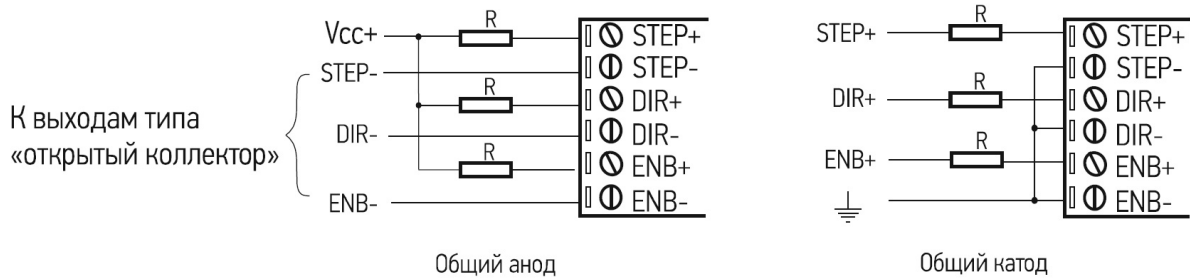 Vcc+ R STEP+
STEP- STEP-
R DIR+
DIR- DIR-
R ENB+
ENB- ENB-
К выходам типа
«открытый коллектор»
Общий анод
STEP+ R STEP+
STEP-
DIR+ R DIR+
DIR-
ENB+ R ENB+
ENB-
Общий катод